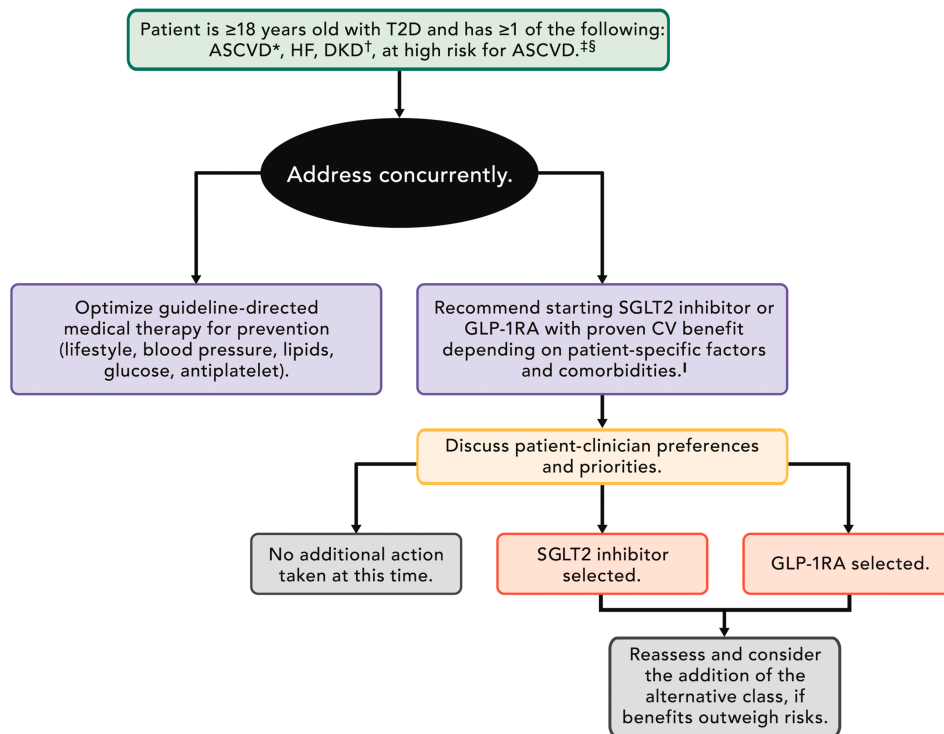 Patient is ≥18 years old with T2D and has ≥1 of the following:
ASCVD*, HF, DKD†, at high risk for ASCVD.‡§
Address concurrently.
Optimize guideline-directed
medical therapy for prevention
(lifestyle, blood pressure, lipids,
glucose, antiplatelet).
Recommend starting SGLT2 inhibitor or
GLP-1RA with proven CV benefit
depending on patient-specific factors
and comorbidities.ǀ
Discuss patient-clinician preferences
and priorities.
No additional action
taken at this time.
SGLT2 inhibitor
selected.
GLP-1RA selected.
Reassess and consider
the addition of the
alternative class, if
benefits outweigh risks.